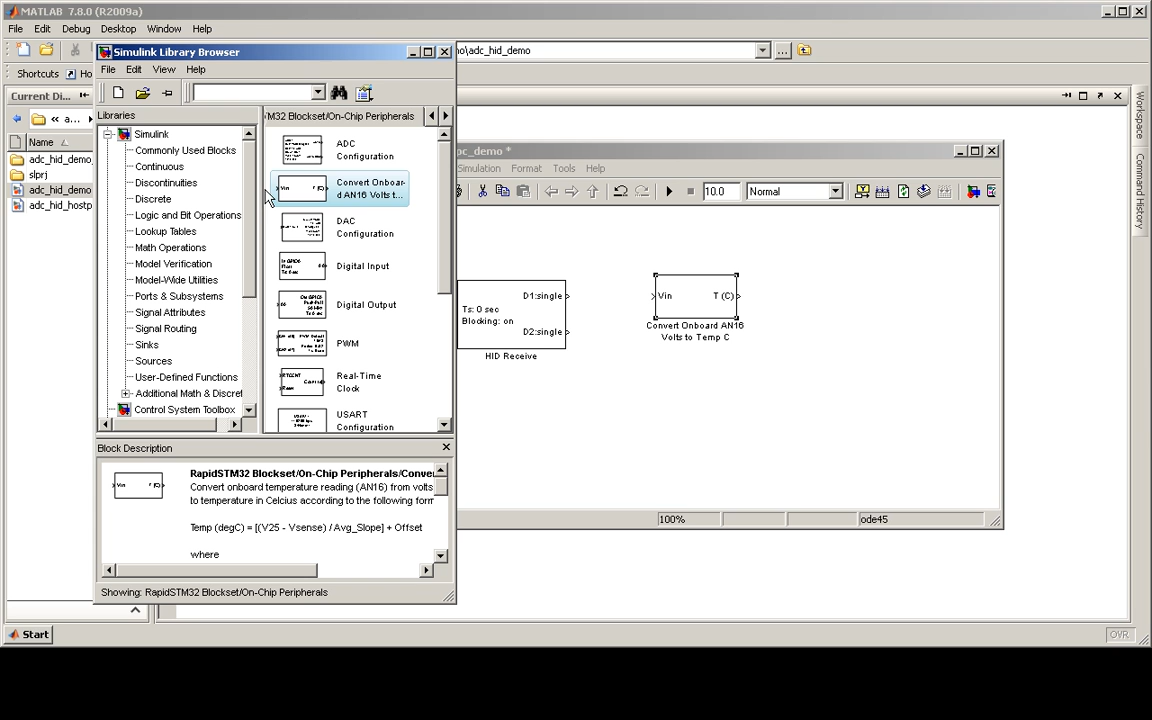 MATLAB 7.8.0 (R2009a)
File Edit Debug Desktop Window Help
Simulink Library Browser
o\adc_hid_demo
...
Shortcuts Ho
File Edit View Help
Current Di...
« a...
Name
adc_hid_demo
slprj
adc_hid_demo
adc_hid_hostp
Libraries
Simulink
Commonly Used Blocks
Continuous
Discontinuities
Discrete
Logic and Bit Operations
Lookup Tables
Math Operations
Model Verification
Model-Wide Utilities
Ports & Subsystems
Signal Attributes
Signal Routing
Sinks
Sources
User-Defined Functions
Additional Math & Discret
Control System Toolbox
M32 Blockset/On-Chip Peripherals
ADC
Configuration
Vin T (C)
Convert Onboar-
d AN16 Volts t...
DAC
Configuration
Digital Input
Digital Output
PWM
Real-Time
Clock
USART
Configuration
Block Description
Vin T (C)
RapidSTM32 Blockset/On-Chip Peripherals/Conve
Convert onboard temperature reading (AN16) from volts
to temperature in Celcius according to the following form
Temp (degC) = [(V25 - Vsense) / Avg_Slope] + Offset
where
Showing: RapidSTM32 Blockset/On-Chip Peripherals
pc_demo *
Simulation Format Tools Help
10.0 Normal
Ts: 0 sec
Blocking: on
D1:single
D2:single
HID Receive
Vin T (C)
Convert Onboard AN16
Volts to Temp C
100% ode45
Workspace
Command History
Start
OVR